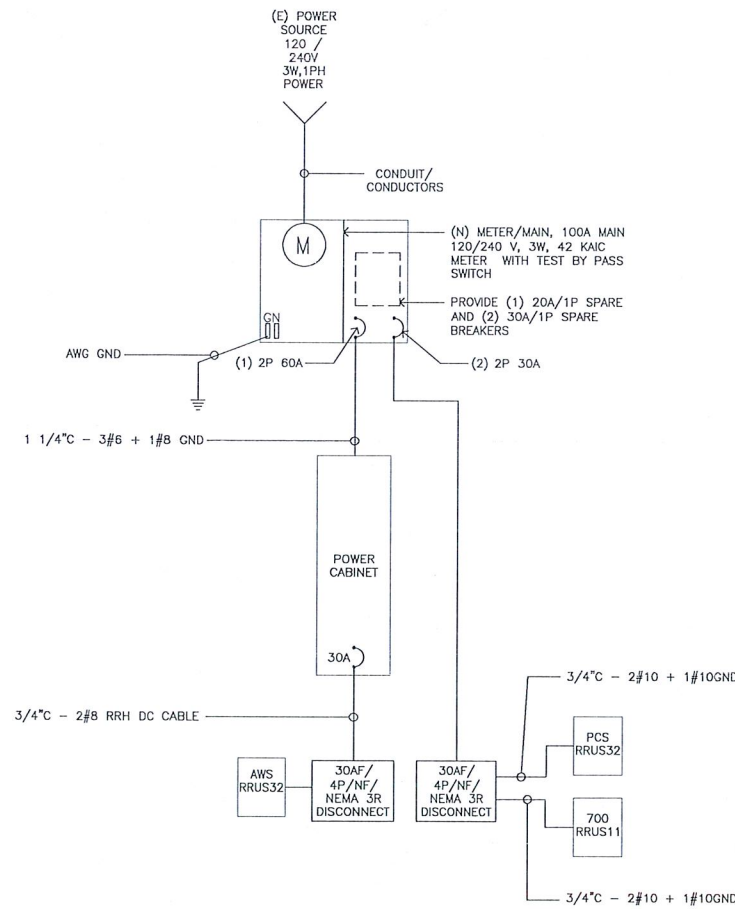 (E) POWER
SOURCE
120 /
240V
3W,1PH
POWER
CONDUIT/
CONDUCTORS
M
(N) METER/MAIN, 100A MAIN
120/240 V, 3W, 42 KAIC
METER WITH TEST BY PASS
SWITCH
PROVIDE (1) 20A/1P SPARE
AND (2) 30A/1P SPARE
BREAKERS
GN
AWG GND
(1) 2P 60A
(2) 2P 30A
1 1/4"C - 3#6 + 1#8 GND
POWER
CABINET
30A
3/4"C - 2#10 + 1#10GND
3/4"C - 2#8 RRH DC CABLE
PCS
RRUS32
AWS
RRUS32
30AF/
4P/NF/
NEMA 3R
DISCONNECT
30AF/
4P/NF/
NEMA 3R
DISCONNECT
700
RRUS11
3/4"C - 2#10 + 1#10GND